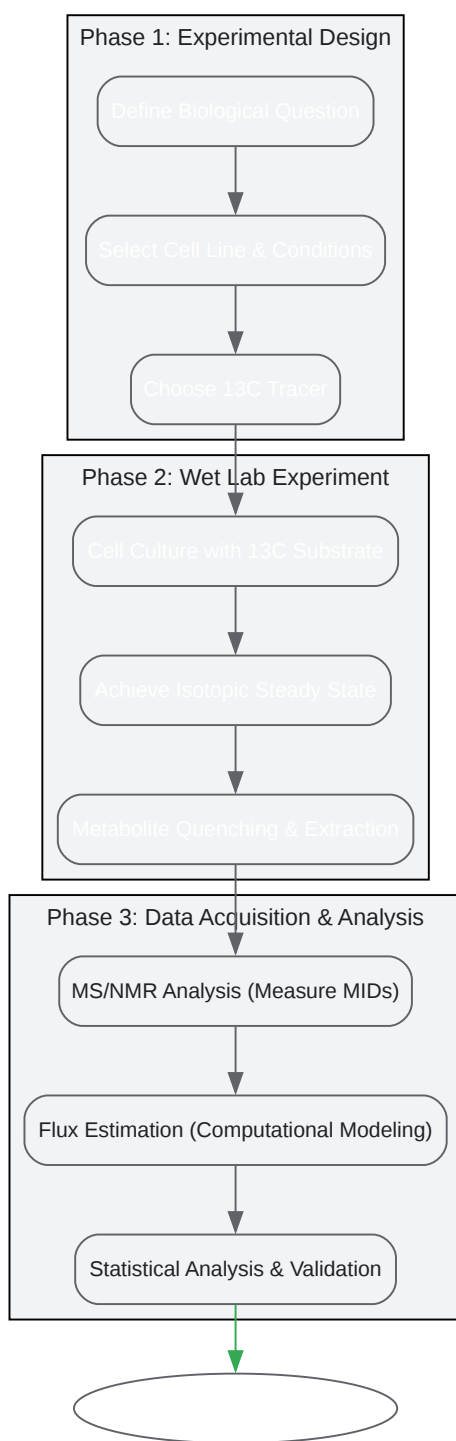 Phase 1: Experimental Design
Define Biological Question
Select Cell Line & Conditions
Choose 13C Tracer
Phase 2: Wet Lab Experiment
Cell Culture with 13C Substrate
Achieve Isotopic Steady State
Metabolite Quenching & Extraction
Phase 3: Data Acquisition & Analysis
MS/NMR Analysis (Measure MIDs)
Flux Estimation (Computational Modeling)
Statistical Analysis & Validation